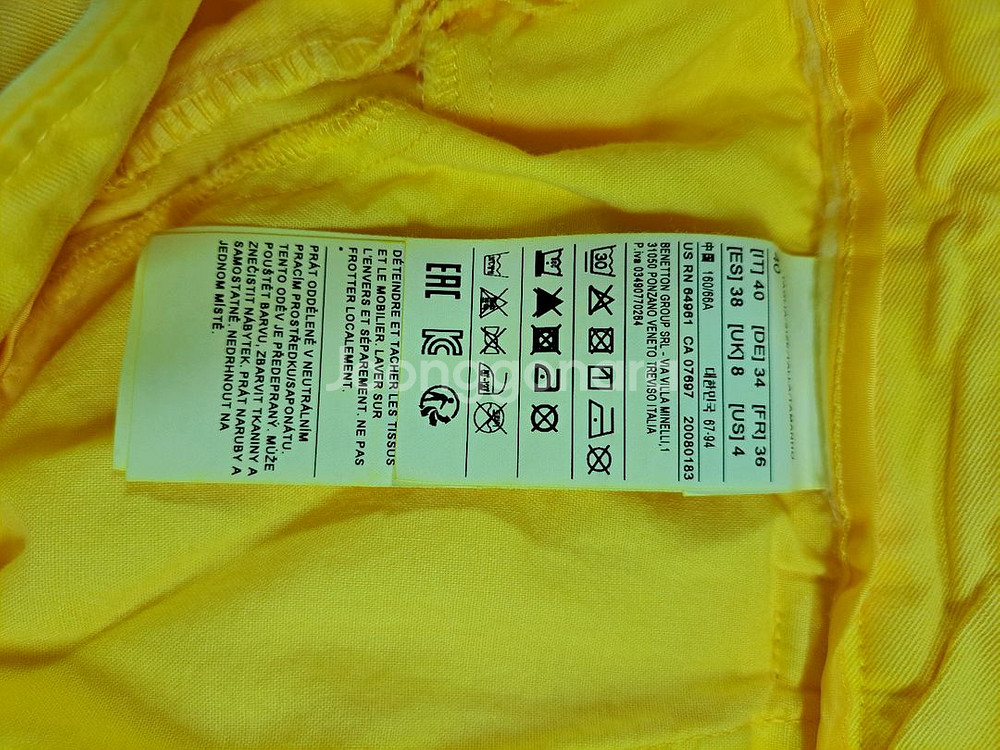 40
[IT] 40 [DE] 34 [FR] 36
[ES] 38 [UK] 8 [US] 4
中国 160/66A 대한민국 67-94
US RN 64981 CA 07697 20080183
BENETTON GROUP SRL - VIA VILLA MINELLI,1
31050 PONZANO VENETO TREVISO ITALIA
P.iva 03490770264
30
EAC
DÉTEINDRE ET TACHER LES TISSUS
ET LE MOBILIER. LAVER SUR
L'ENVERS ET SÉPAREMENT. NE PAS
FROTTER LOCALEMENT.
PRÁT ODDĚLENĚ V NEUTRÁLNÍM
PRACÍM PROSTŘEDKU/SAPONÁTU.
TENTO ODĚV JE PŘEDEPRANÝ. MŮŽE
POUŠTĚT BARVU, ZBARVIT TKANINY A
ZNEČISTIT NÁBYTEK. PRÁT NARUBY A
SAMOSTATNĚ. NEDRHNOUT NA
JEDNOM MÍSTĚ.